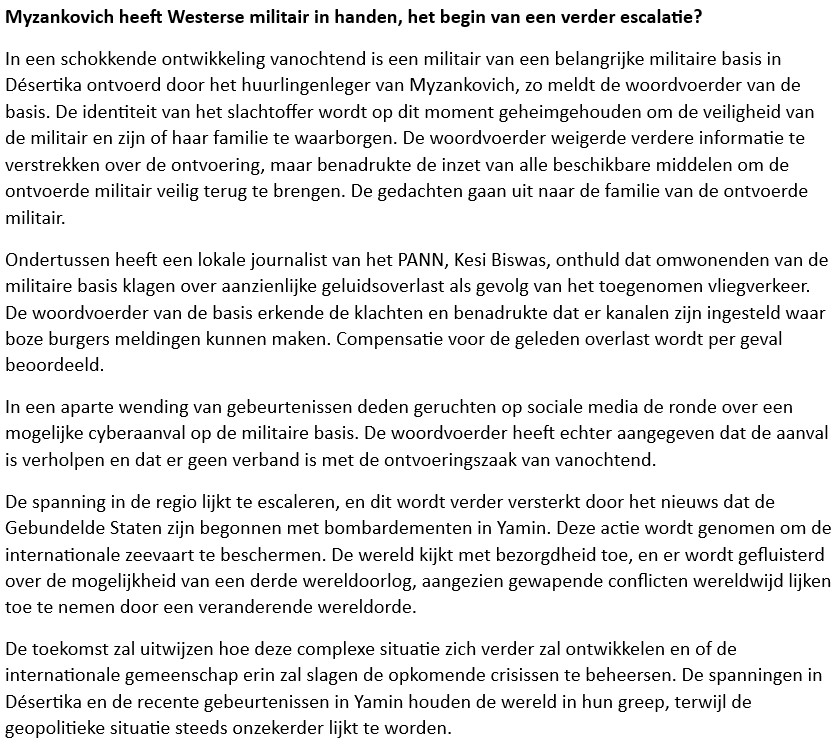 Myzankovich heeft Westerse militair in handen, het begin van een verder escalatie?
In een schokkende ontwikkeling vanochtend is een militair van een belangrijke militaire basis in
Désertika ontvoerd door het huurlingenleger van Myzankovich, zo meldt de woordvoerder van de
basis. De identiteit van het slachtoffer wordt op dit moment geheimgehouden om de veiligheid van
de militair en zijn of haar familie te waarborgen. De woordvoerder weigerde verdere informatie te
verstrekken over de ontvoering, maar benadrukte de inzet van alle beschikbare middelen om de
ontvoerde militair veilig terug te brengen. De gedachten gaan uit naar de familie van de ontvoerde
militair.
Ondertussen heeft een lokale journalist van het PANN, Kesi Biswas, onthuld dat omwonenden van de
militaire basis klagen over aanzienlijke geluidsoverlast als gevolg van het toegenomen vliegverkeer.
De woordvoerder van de basis erkende de klachten en benadrukte dat er kanalen zijn ingesteld waar
boze burgers meldingen kunnen maken. Compensatie voor de geleden overlast wordt per geval
beoordeeld.
In een aparte wending van gebeurtenissen deden geruchten op sociale media de ronde over een
mogelijke cyberaanval op de militaire basis. De woordvoerder heeft echter aangegeven dat de aanval
is verholpen en dat er geen verband is met de ontvoeringszaak van vanochtend.
De spanning in de regio lijkt te escaleren, en dit wordt verder versterkt door het nieuws dat de
Gebundelde Staten zijn begonnen met bombardementen in Yamin. Deze actie wordt genomen om de
internationale zeevaart te beschermen. De wereld kijkt met bezorgdheid toe, en er wordt gefluisterd
over de mogelijkheid van een derde wereldoorlog, aangezien gewapende conflicten wereldwijd lijken
toe te nemen door een veranderende wereldorde.
De toekomst zal uitwijzen hoe deze complexe situatie zich verder zal ontwikkelen en of de
internationale gemeenschap erin zal slagen de opkomende crisissen te beheersen. De spanningen in
Désertika en de recente gebeurtenissen in Yamin houden de wereld in hun greep, terwijl de
geopolitieke situatie steeds onzekerder lijkt te worden.